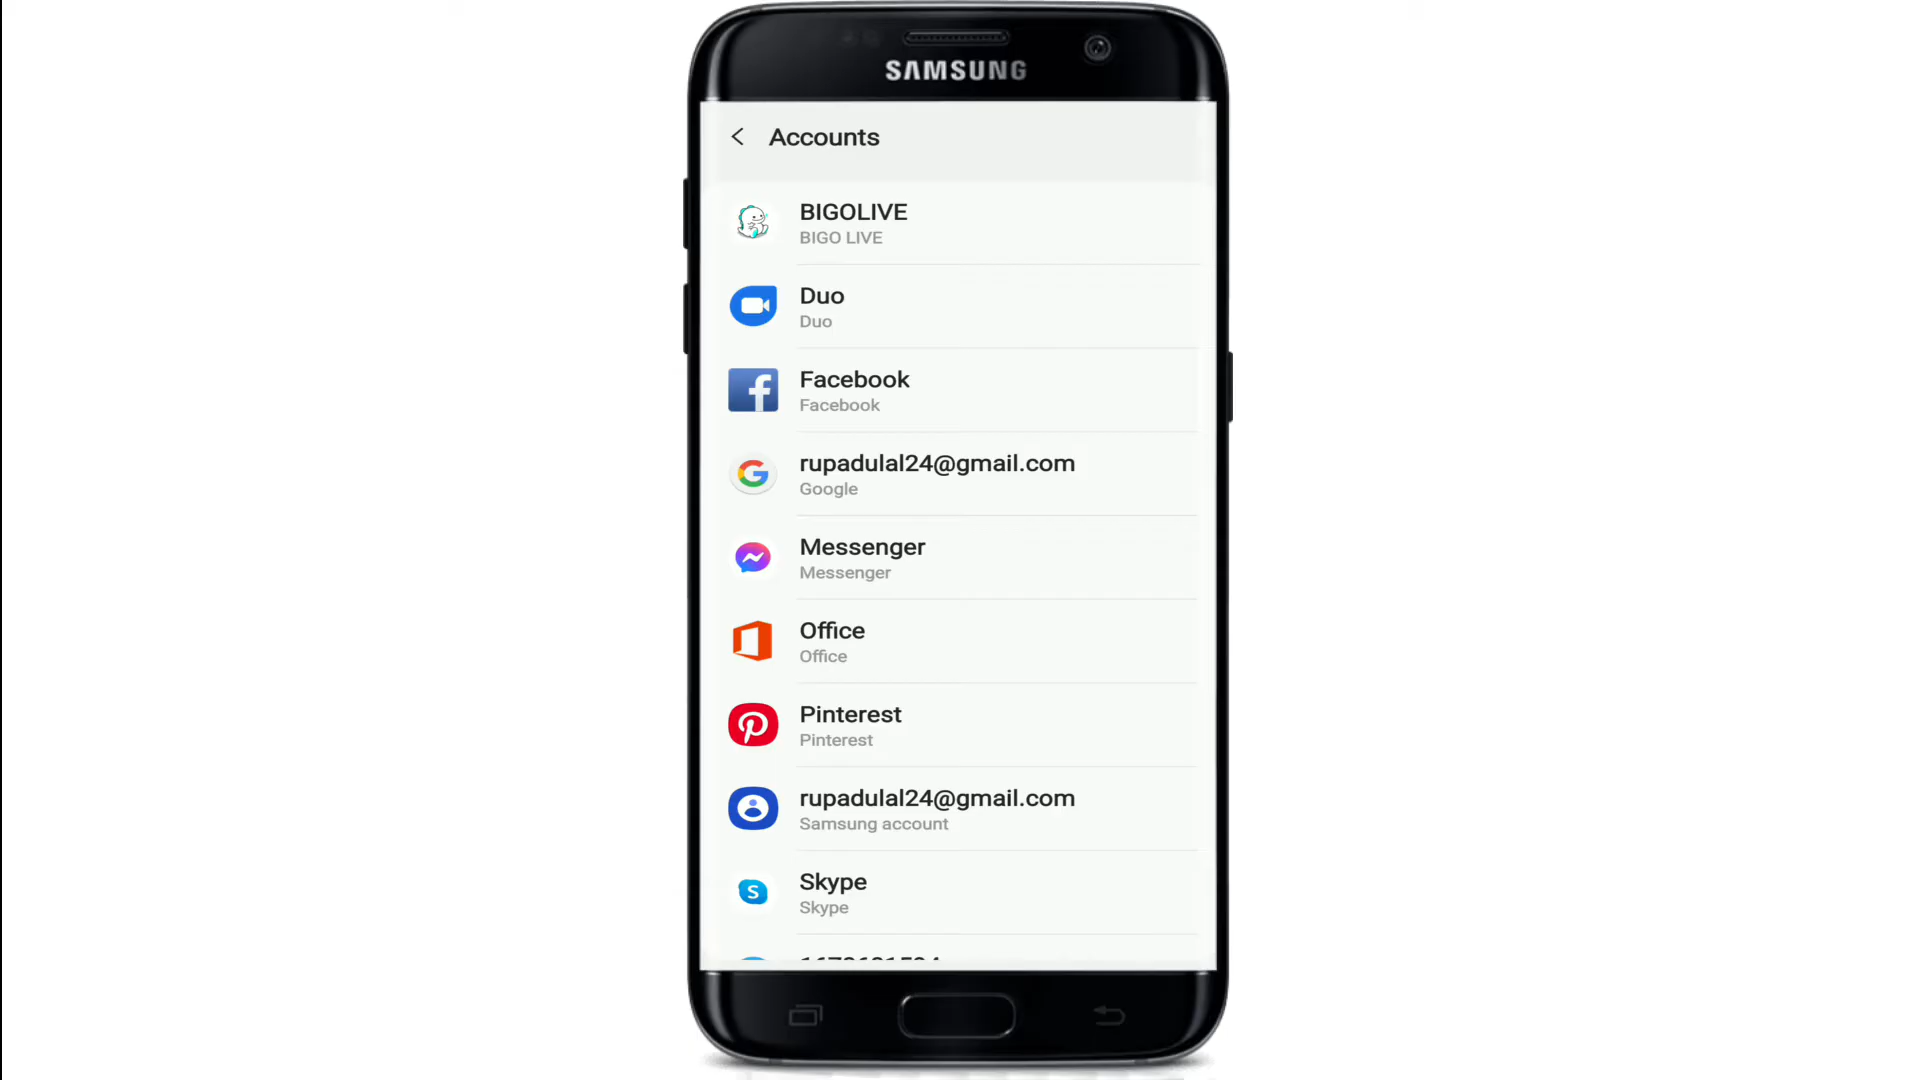 SAMSUNG
Accounts
BIGOLIVE
BIGO LIVE
Duo
Duo
Facebook
Facebook
rupadulal24@gmail.com
Google
Messenger
Messenger
Office
Office
Pinterest
Pinterest
rupadulal24@gmail.com
Samsung account
Skype
Skype